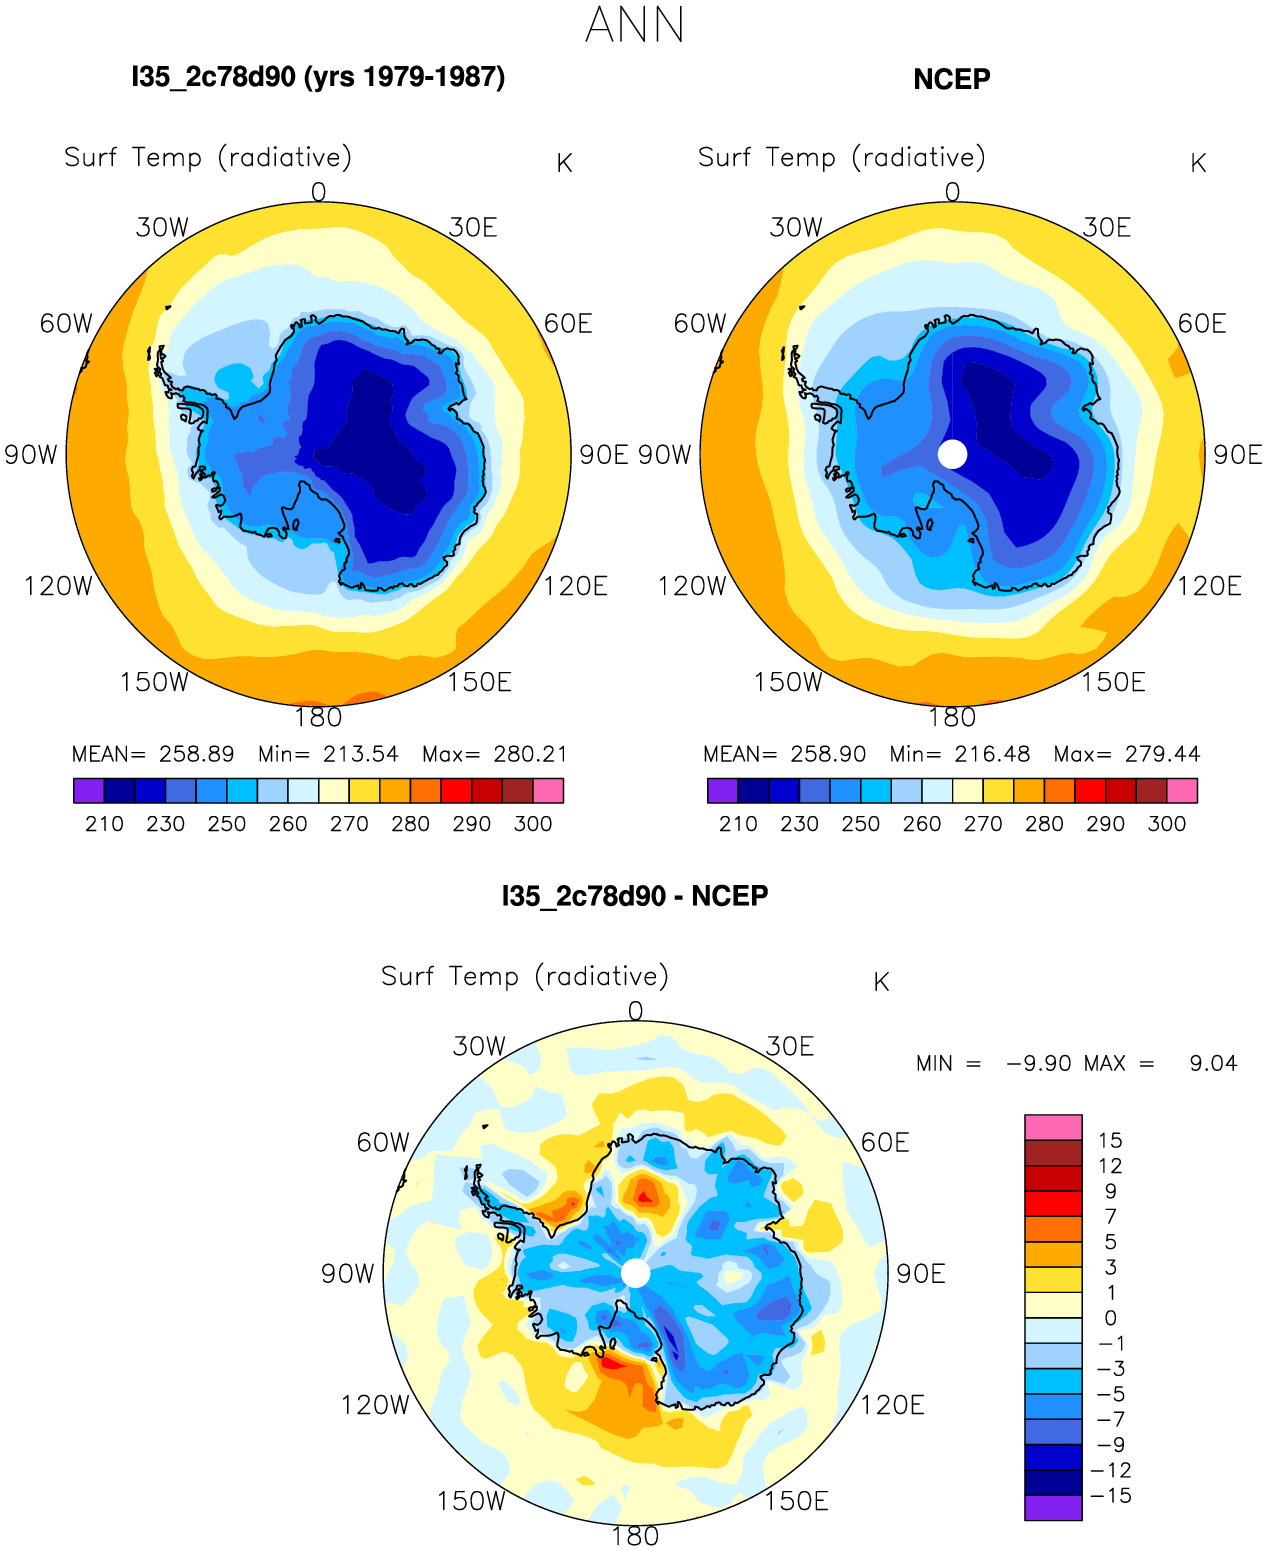 ANN
I35_2c78d90 (yrs 1979-1987)
NCEP
Surf Temp (radiative) K
Surf Temp (radiative) K
0
30W 30E
60W 60E
90W 90E
120W 120E
150W 150E
180
0
30W 30E
60W 60E
90W 90E
120W 120E
150W 150E
180
MEAN= 258.89 Min= 213.54 Max= 280.21
210 230 250 260 270 280 290 300
MEAN= 258.90 Min= 216.48 Max= 279.44
210 230 250 260 270 280 290 300
I35_2c78d90 - NCEP
Surf Temp (radiative) K
0
30W 30E
60W 60E
90W 90E
120W 120E
150W 150E
180
MIN = -9.90 MAX = 9.04
15
12
9
7
5
3
1
0
-1
-3
-5
-7
-9
-12
-15